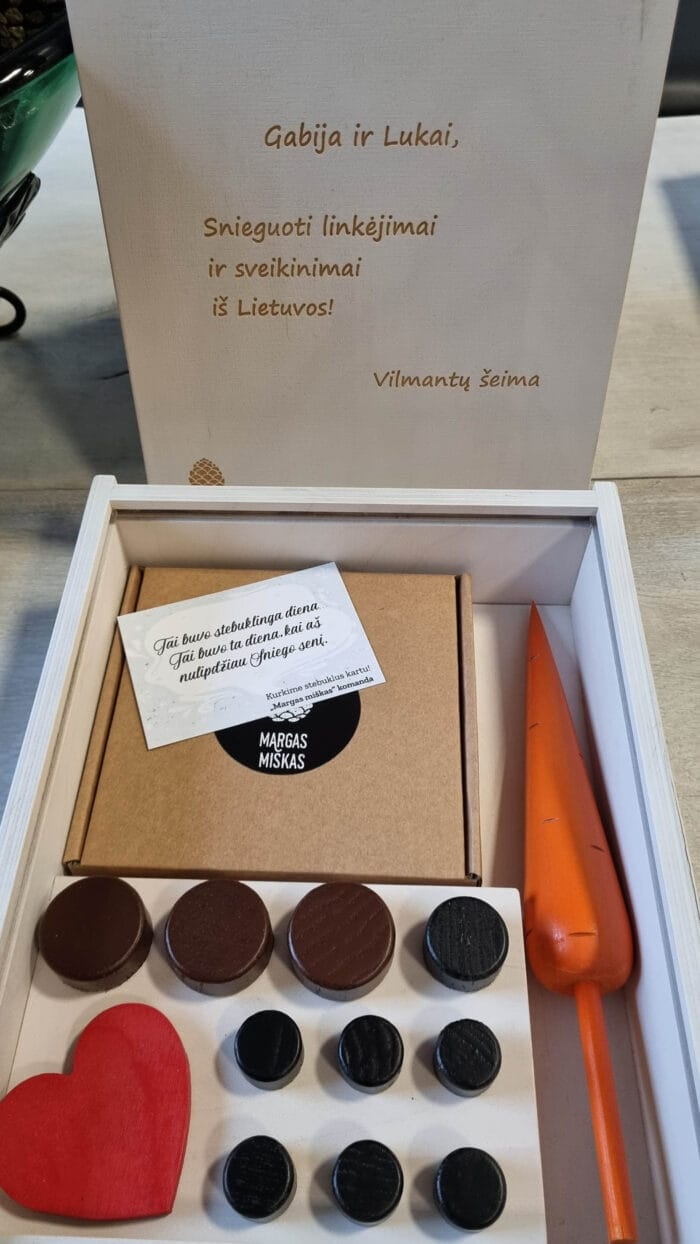 Gabija ir Lukai,
Snieguoti linkėjimai
ir sveikinimai
iš Lietuvos!
Vilmantų šeima
Tai buvo stebuklinga diena...
Tai buvo ta diena, kai aš
nulipdžiau Sniego senį.
Kurkime stebuklus kartu!
„Margas miškas“ komanda
MARGAS
MIŠKAS